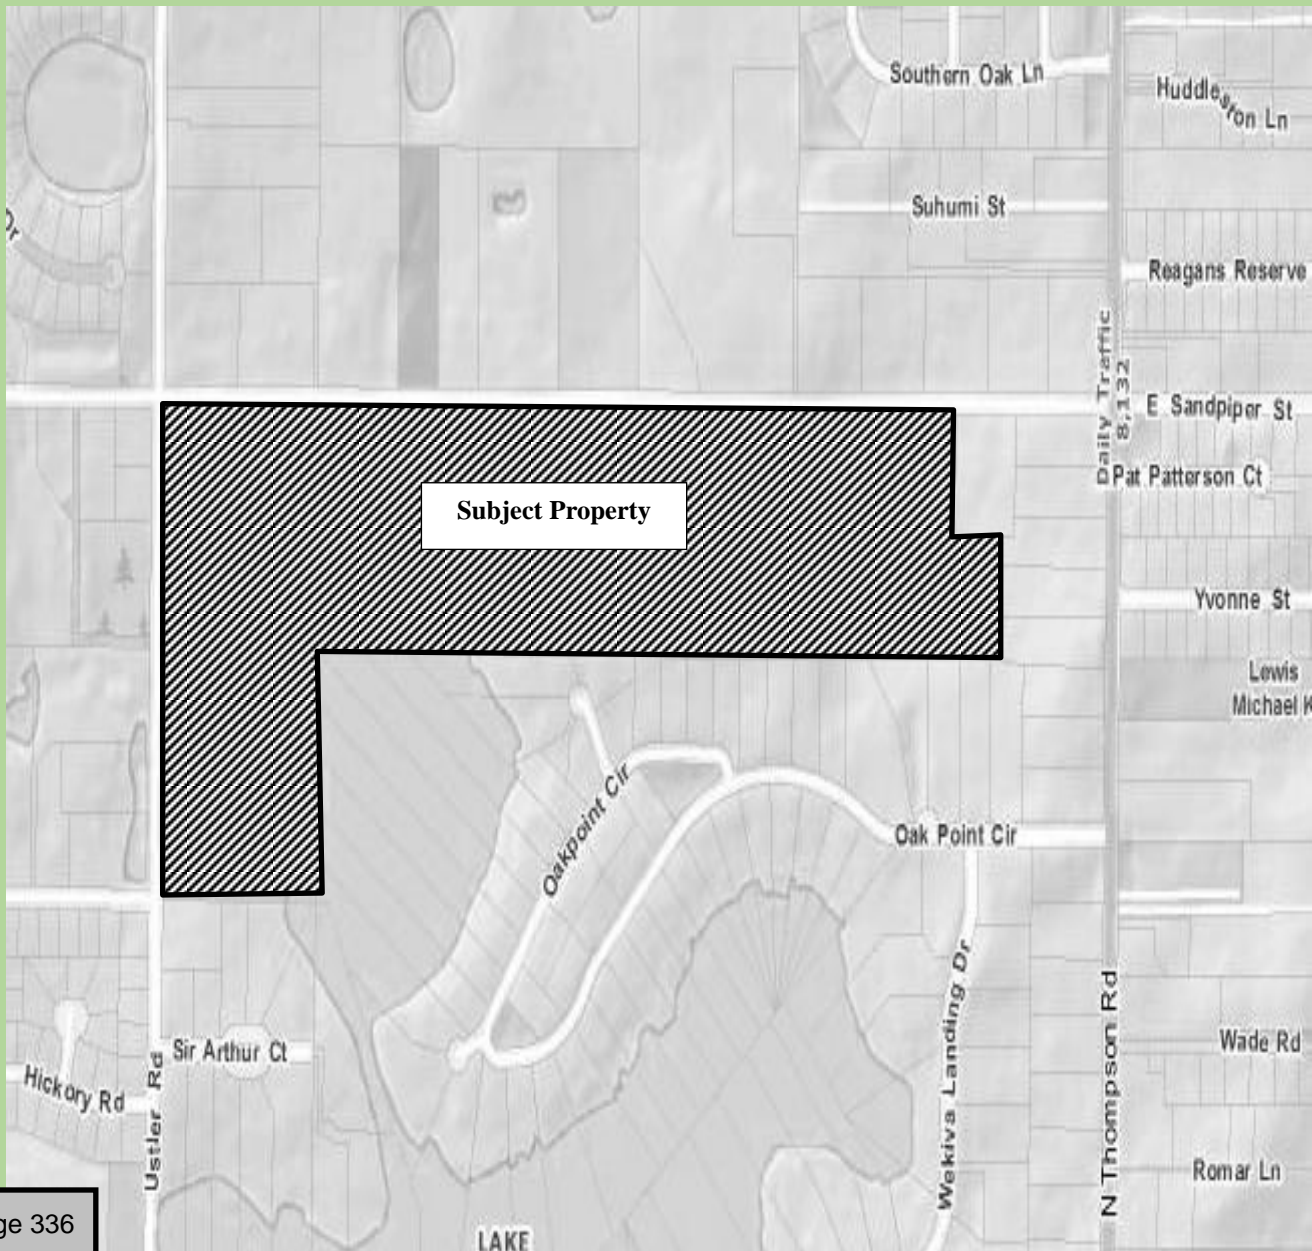 Southern Oak Ln
Huddleston Ln
Dr
Suhumi St
Reagans Reserve
Daily Traffic
8,132
E Sandpiper St
Pat Patterson Ct
Subject Property
Yvonne St
Lewis
Michael K
Oakpoint Cir
Oak Point Cir
Wekiva Landing Dr
N Thompson Rd
Sir Arthur Ct
Hickory Rd
Ustler Rd
Wade Rd
Romar Ln
ge 336
LAKE